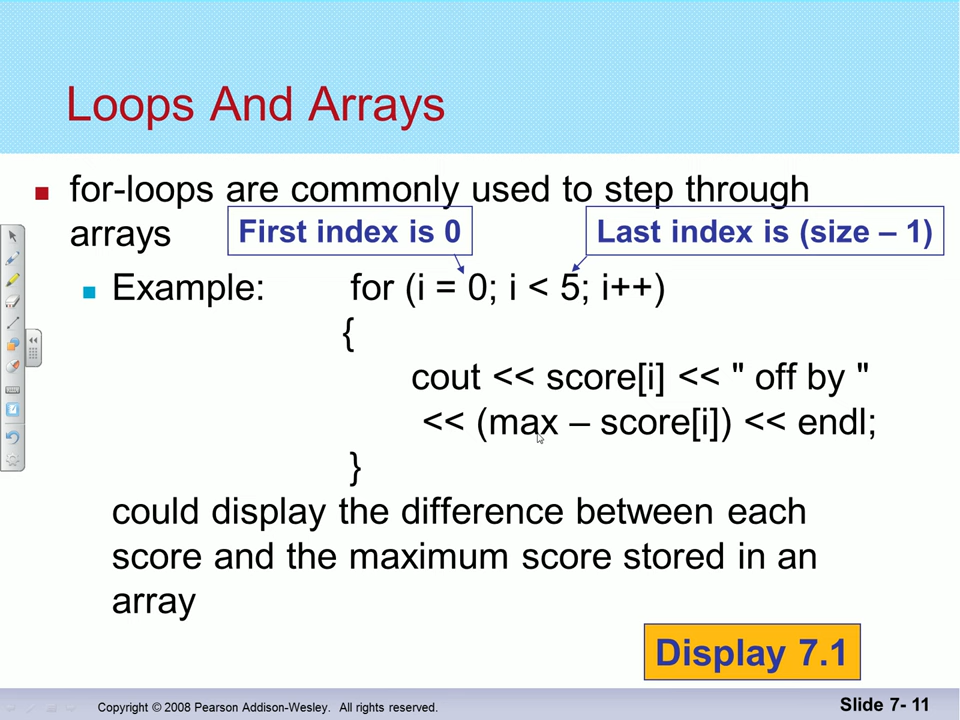 Loops And Arrays
for-loops are commonly used to step through
arrays
First index is 0
Last index is (size – 1)
Example: for (i = 0; i < 5; i++)
{
cout << score[i] << " off by "
<< (max – score[i]) << endl;
}
could display the difference between each
score and the maximum score stored in an
array
Display 7.1
Copyright © 2008 Pearson Addison-Wesley. All rights reserved.
Slide 7- 11